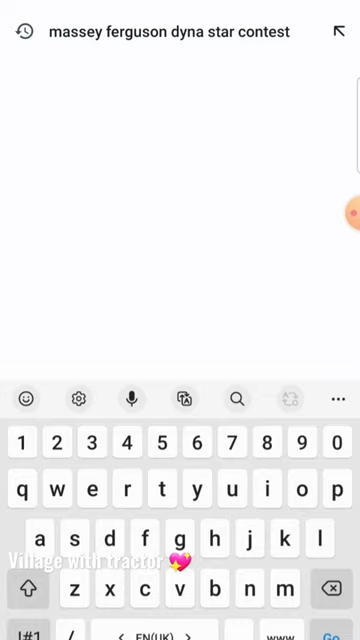 massey ferguson dyna star contest
1 2 3 4 5 6 7 8 9 0
q w e r t y u i o p
a s d f g h j k l
Village with tractor 💖
z x c v b n m
!#1 / < EN(UK) > www Go